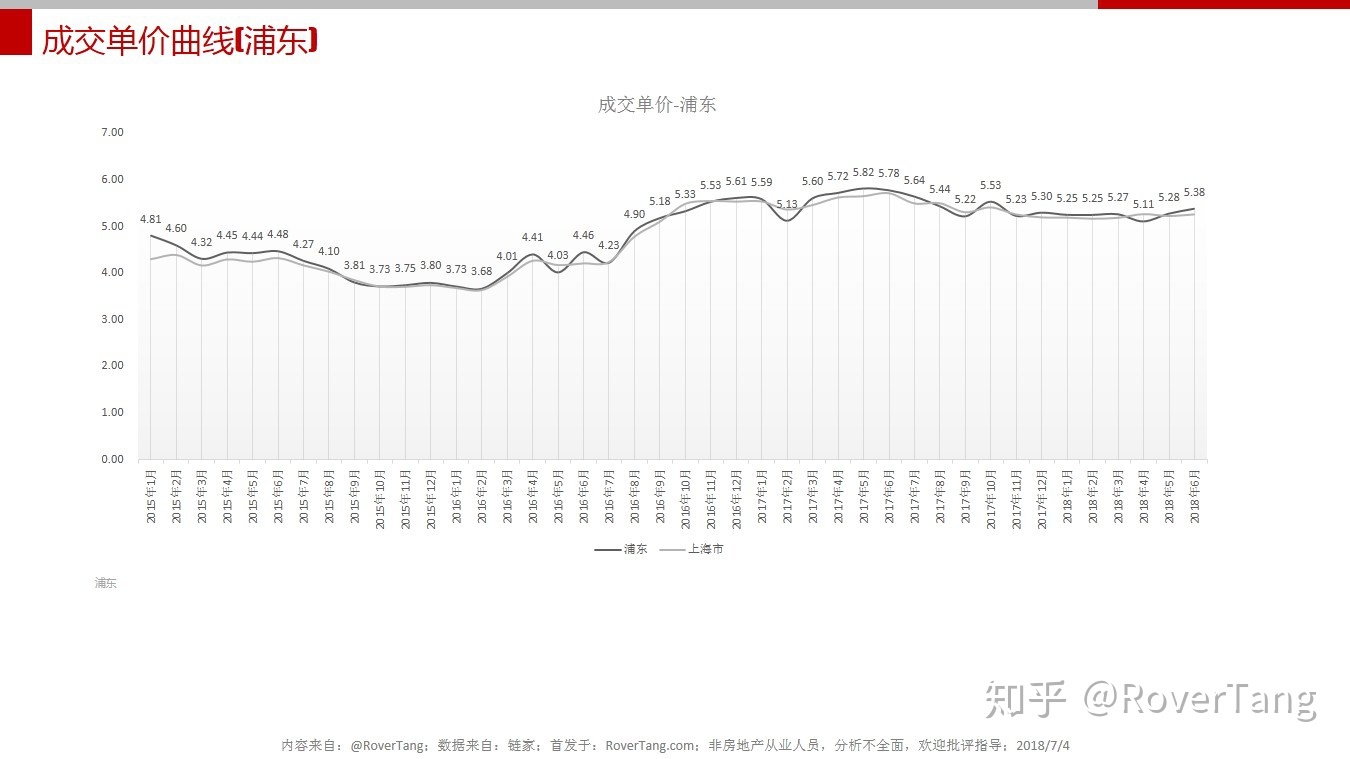 成交单价曲线(浦东)
成交单价-浦东
7.00
6.00
5.00
4.00
3.00
2.00
1.00
0.00
4.81 4.60 4.32 4.45 4.44 4.48 4.27 4.10 3.81 3.73 3.75 3.80 3.73 3.68 4.01 4.41 4.03 4.46 4.23 4.90 5.18 5.33 5.53 5.61 5.59 5.13 5.60 5.72 5.82 5.78 5.64 5.44 5.22 5.53 5.23 5.30 5.25 5.25 5.27 5.11 5.28 5.38
2015年1月
2015年2月
2015年3月
2015年4月
2015年5月
2015年6月
2015年7月
2015年8月
2015年9月
2015年10月
2015年11月
2015年12月
2016年1月
2016年2月
2016年3月
2016年4月
2016年5月
2016年6月
2016年7月
2016年8月
2016年9月
2016年10月
2016年11月
2016年12月
2017年1月
2017年2月
2017年3月
2017年4月
2017年5月
2017年6月
2017年7月
2017年8月
2017年9月
2017年10月
2017年11月
2017年12月
2018年1月
2018年2月
2018年3月
2018年4月
2018年5月
2018年6月
浦东 上海市
浦东
知乎 @RoverTang
内容来自：@RoverTang；数据来自：链家；首发于：RoverTang.com；非房地产从业人员，分析不全面，欢迎批评指导；2018/7/4